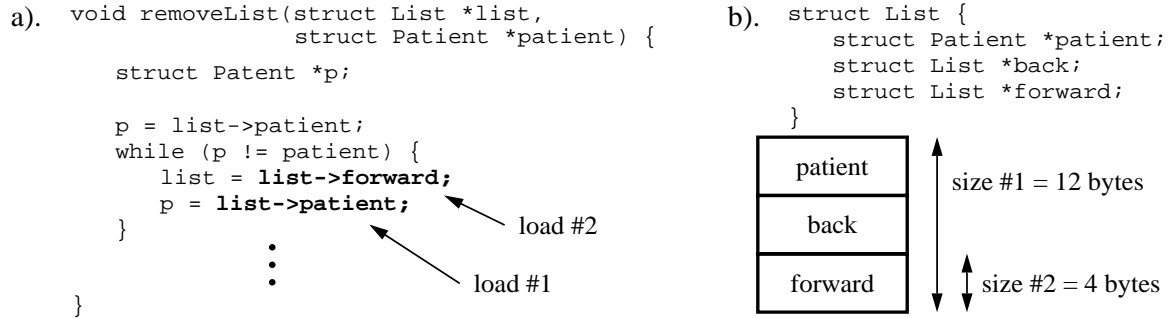 a). void removeList(struct List *list,
struct Patient *patient) {
struct Patent *p;
p = list->patient;
while (p != patient) {
list = list->forward;
p = list->patient;
}
load #2
load #1
}
b). struct List {
struct Patient *patient;
struct List *back;
struct List *forward;
}
patient
back
forward
size #1 = 12 bytes
size #2 = 4 bytes